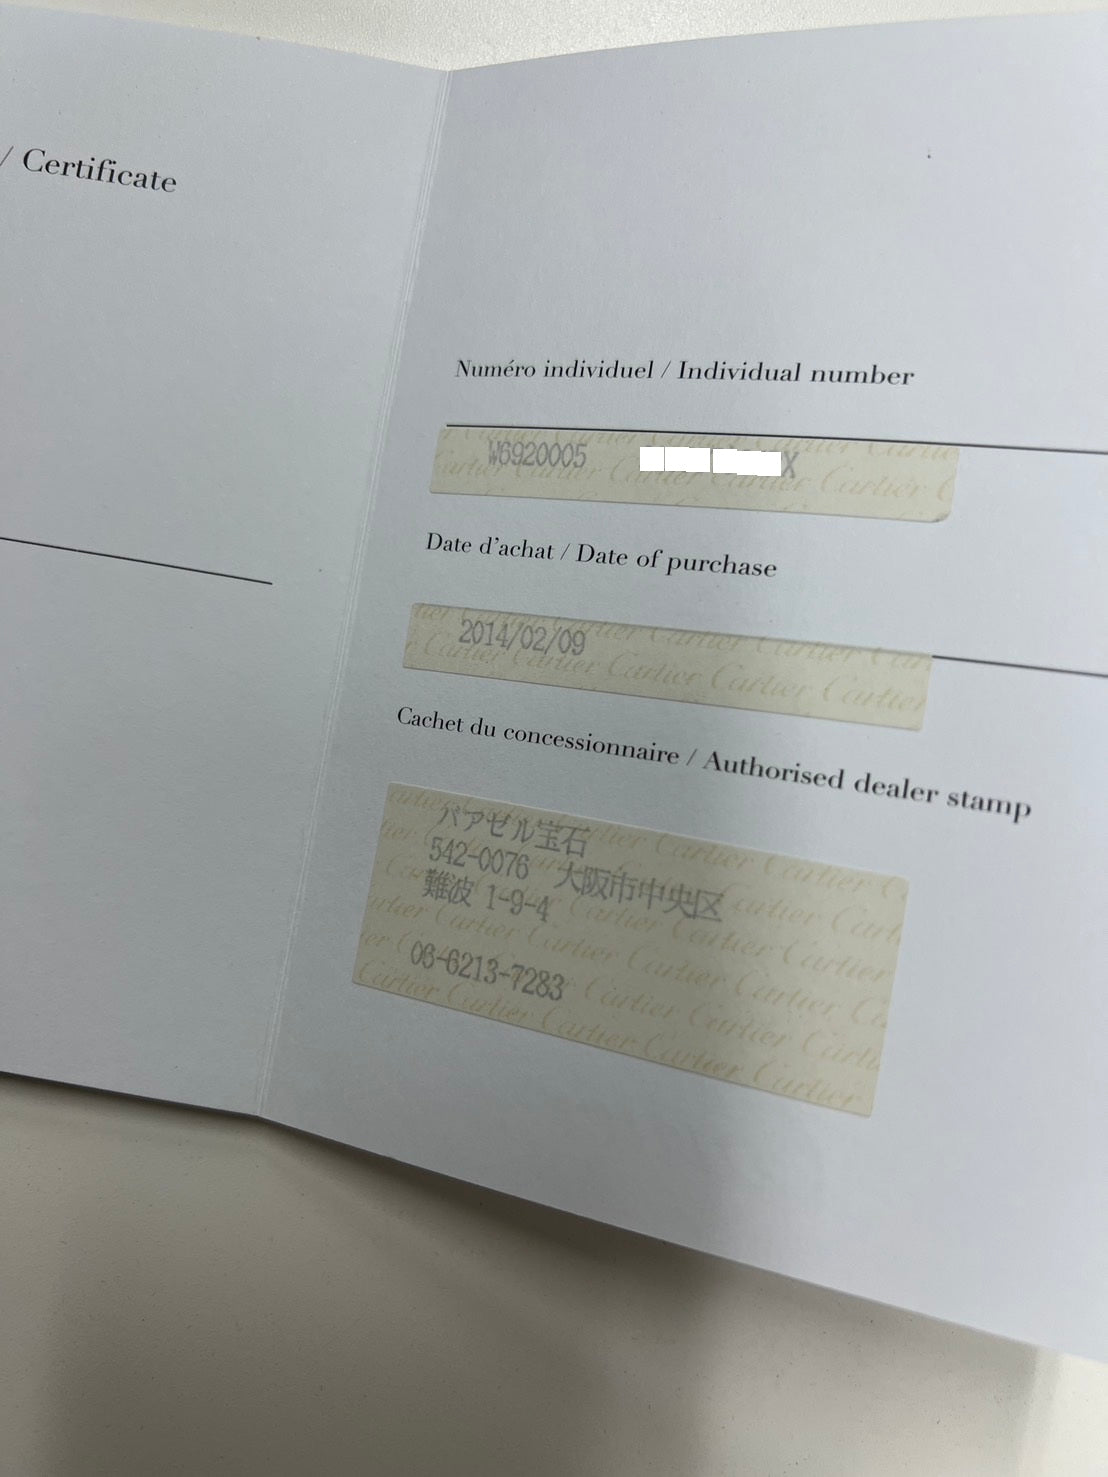 / Certificate
Numéro individuel / Individual number
W6920005 X
Date d'achat / Date of purchase
2014/02/09
Cachet du concessionnaire / Authorised dealer stamp
バアゼル宝石
542-0076 大阪市中央区
難波 1-9-4
06-6213-7283
Cartier